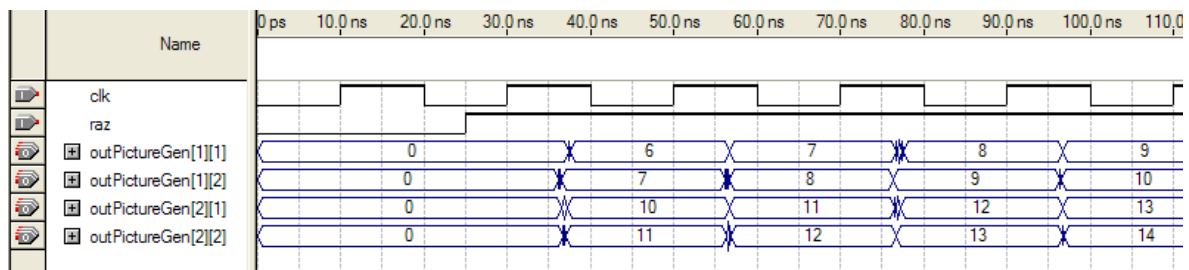 Name 0 ps 10.0 ns 20.0 ns 30.0 ns 40.0 ns 50.0 ns 60.0 ns 70.0 ns 80.0 ns 90.0 ns 100.0 ns 110.0
clk
raz
outPictureGen[1][1] 0 6 7 8 9
outPictureGen[1][2] 0 7 8 9 10
outPictureGen[2][1] 0 10 11 12 13
outPictureGen[2][2] 0 11 12 13 14